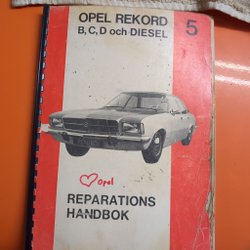 OPEL REKORD
B, C, D och DIESEL
5
Opel
REPARATIONS
HANDBOK